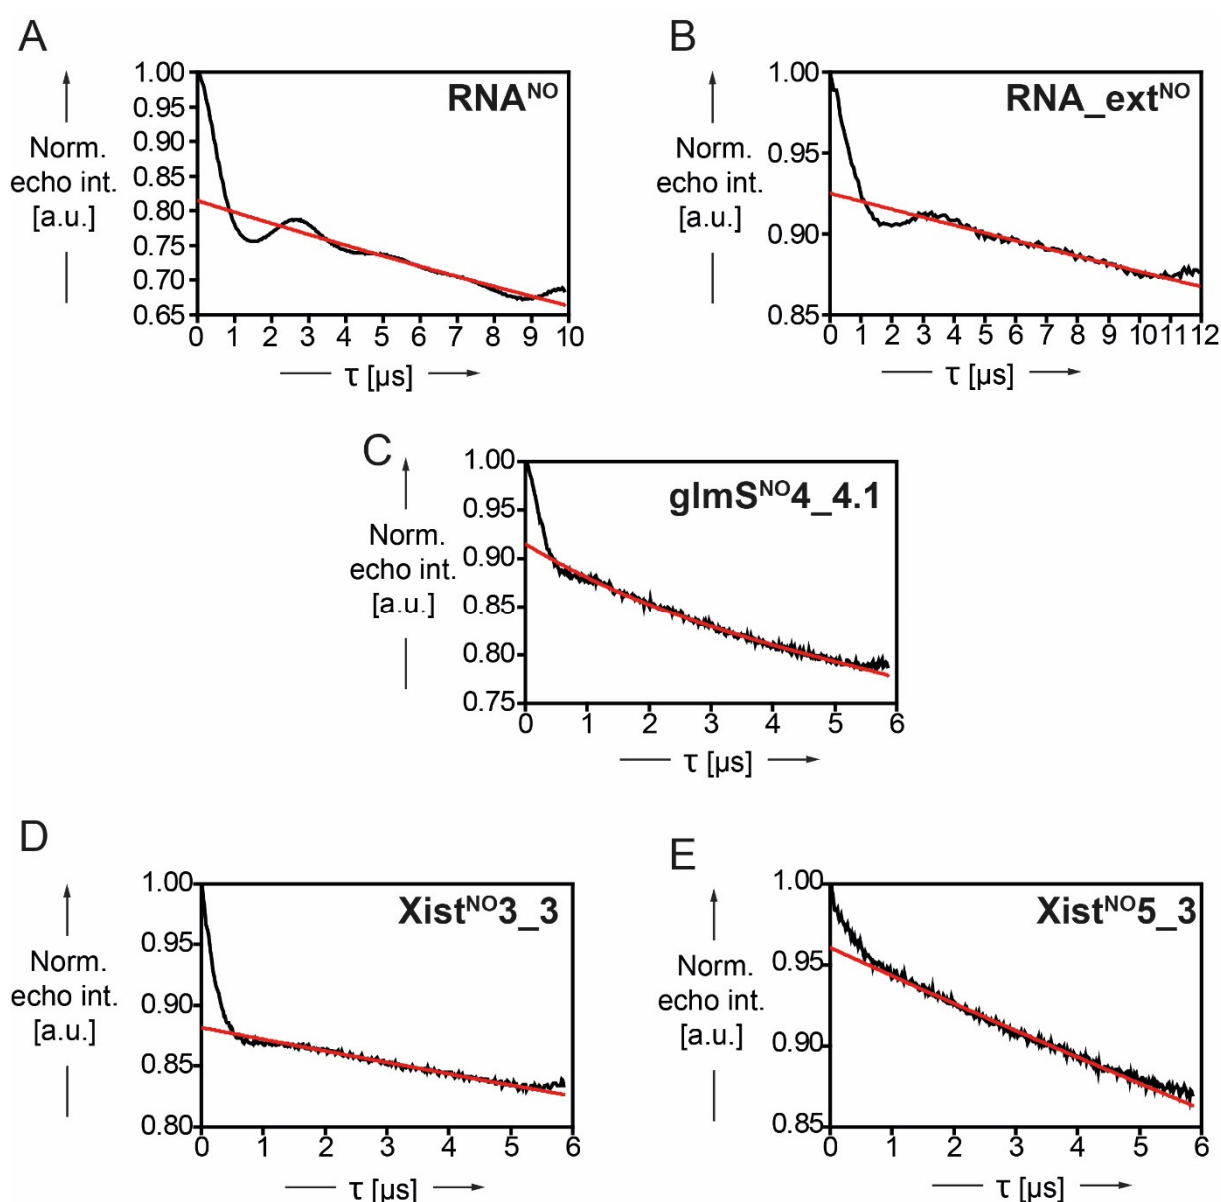 A
1.00
0.95
0.90
0.85
0.80
0.75
0.70
0.65
Norm.
echo int.
[a.u.]
RNA^NO
0 1 2 3 4 5 6 7 8 9 10
τ [µs]
B
1.00
0.95
0.90
0.85
Norm.
echo int.
[a.u.]
RNA_ext^NO
0 1 2 3 4 5 6 7 8 9 10 11 12
τ [µs]
C
1.00
0.95
0.90
0.85
0.80
0.75
Norm.
echo int.
[a.u.]
glmS^NO4_4.1
0 1 2 3 4 5 6
τ [µs]
D
1.00
0.95
0.90
0.85
0.80
Norm.
echo int.
[a.u.]
Xist^NO3_3
0 1 2 3 4 5 6
τ [µs]
E
1.00
0.95
0.90
0.85
Norm.
echo int.
[a.u.]
Xist^NO5_3
0 1 2 3 4 5 6
τ [µs]